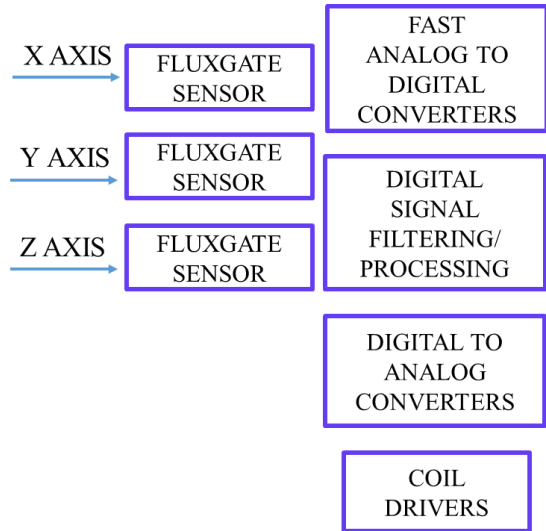 X AXIS
FLUXGATE
SENSOR
Y AXIS
FLUXGATE
SENSOR
Z AXIS
FLUXGATE
SENSOR
FAST
ANALOG TO
DIGITAL
CONVERTERS
DIGITAL
SIGNAL
FILTERING/
PROCESSING
DIGITAL TO
ANALOG
CONVERTERS
COIL
DRIVERS